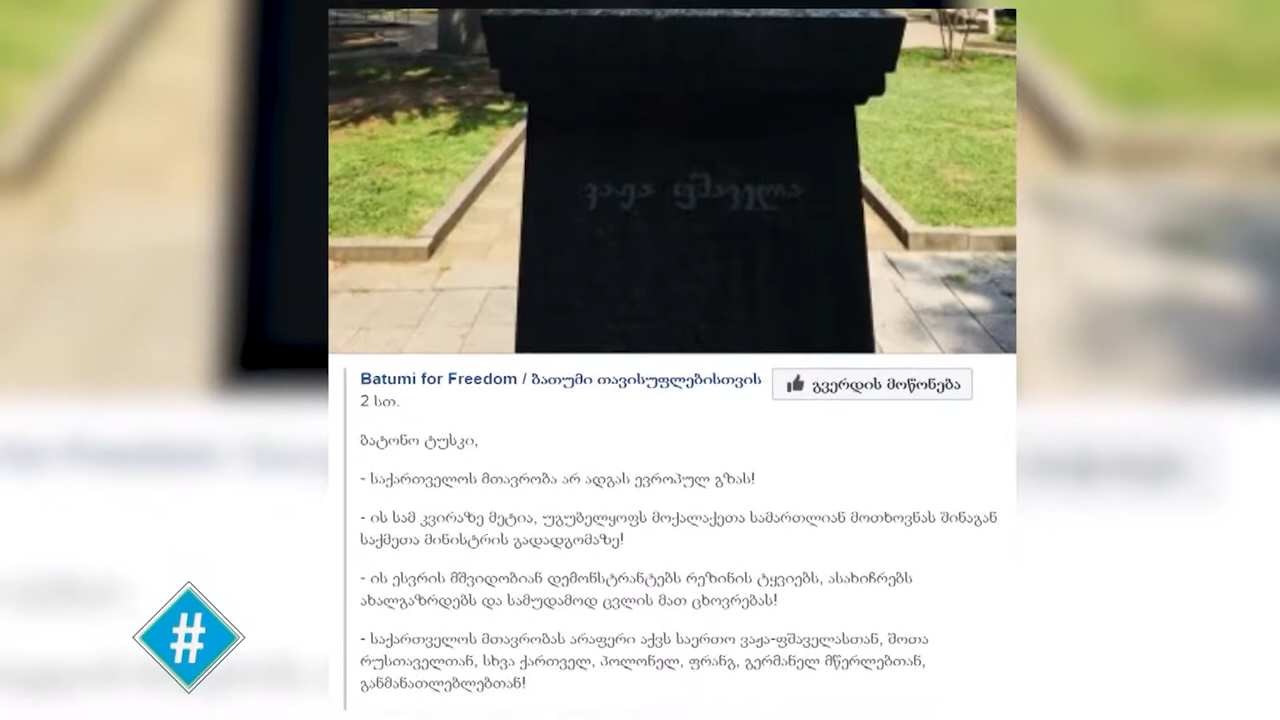 ვაჟა ფშაველა
Batumi for Freedom / ბათუმი თავისუფლებისთვის
გვერდის მოწონება
2 სთ.
ბატონო ტუსკი,
- საქართველოს მთავრობა არ ადგას ევროპულ გზას!
- ის სამ კვირაზე მეტია, უგუბელყოფს მოქალაქეთა სამართლიან მოთხოვნას შინაგან
საქმეთა მინისტრის გადადგომაზე!
- ის ესვრის მშვიდობიან დემონსტრანტებს რეზინის ტყვიებს, ასახიჩრებს
ახალგაზრდებს და სამუდამოდ ცვლის მათ ცხოვრებას!
- საქართველოს მთავრობას არაფერი აქვს საერთო ვაჟა-ფშაველასთან, შოთა
რუსთაველთან, სხვა ქართველ, პოლონელ, ფრანგ, გერმანელ მწერლებთან,
განმანათლებლებთან!
#